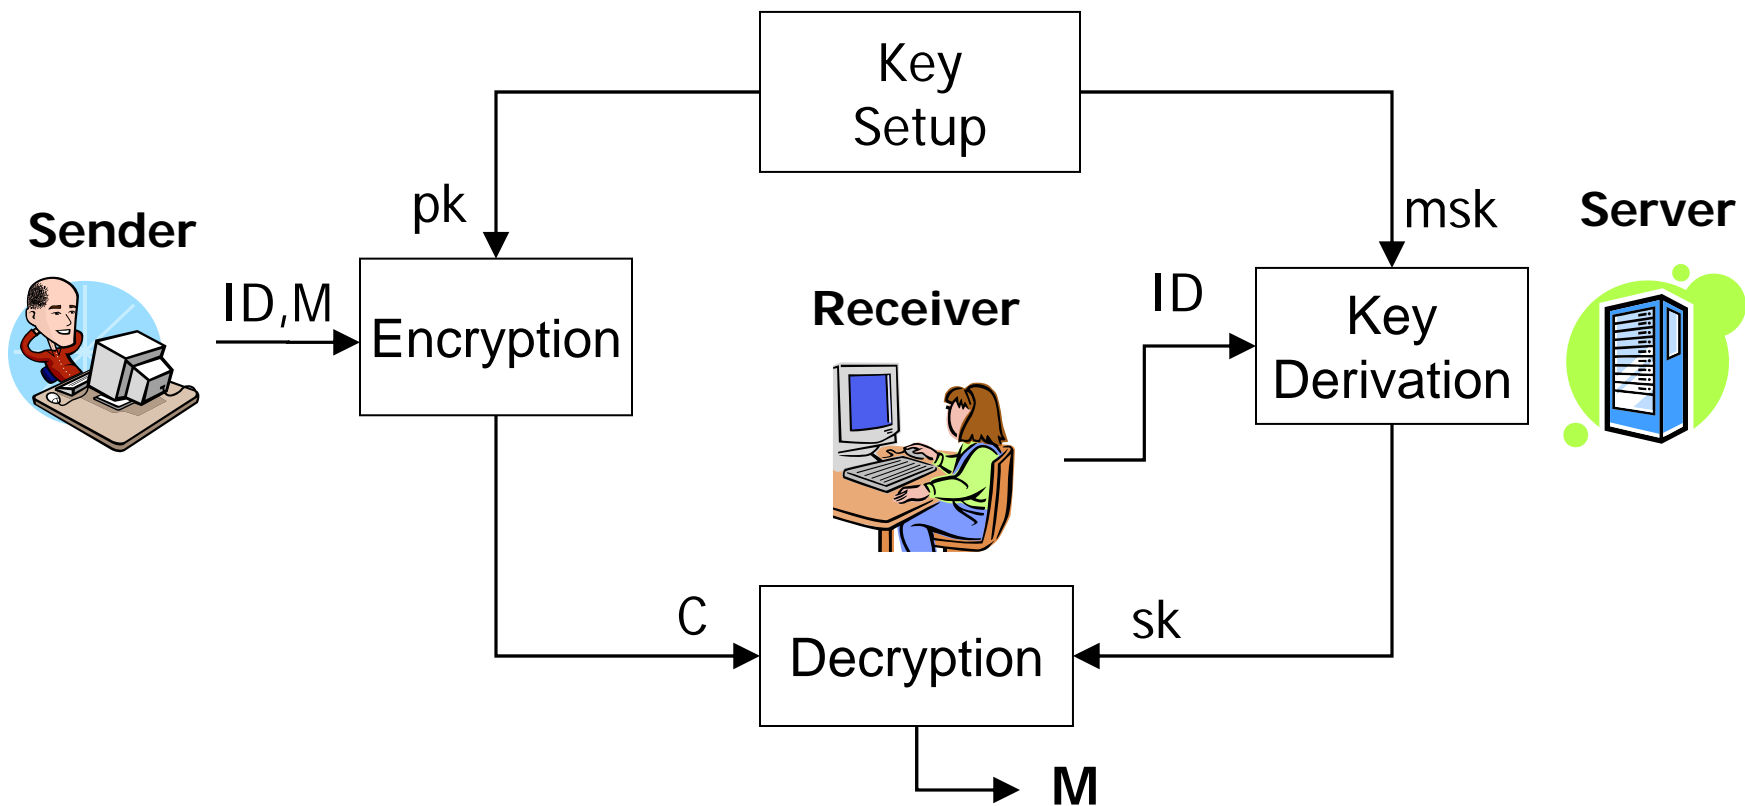 Key
Setup
pk
msk
Sender
Server
ID,M
Encryption
Receiver
ID
Key
Derivation
C
sk
Decryption
M